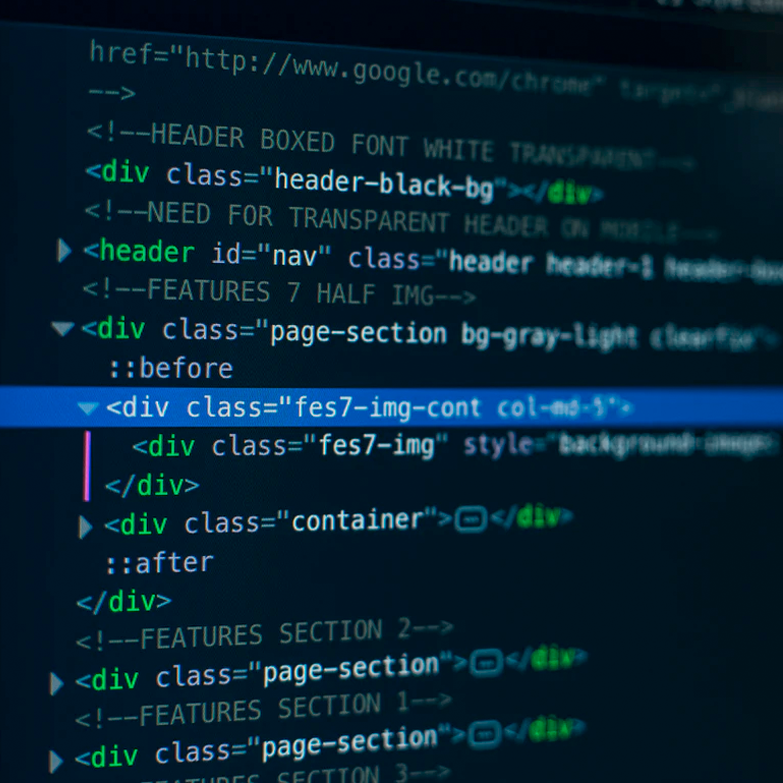 href="http://www.google.com/chrome" target="
-->
<!--HEADER BOXED FONT WHITE TRANSPARENT-->
<div class="header-black-bg"></div>
<!--NEED FOR TRANSPARENT HEADER ON MOBILE-->
<header id="nav" class="header header-1
<!--FEATURES 7 HALF IMG-->
<div class="page-section bg-gray-light clearfix">
::before
<div class="fes7-img-cont col-md-5">
<div class="fes7-img" style="background-image:
</div>
<div class="container"></div>
::after
</div>
<!--FEATURES SECTION 2-->
<div class="page-section"></div>
<!--FEATURES SECTION 1-->
<div class="page-section"></div>
<!--FEATURES SECTION 3-->